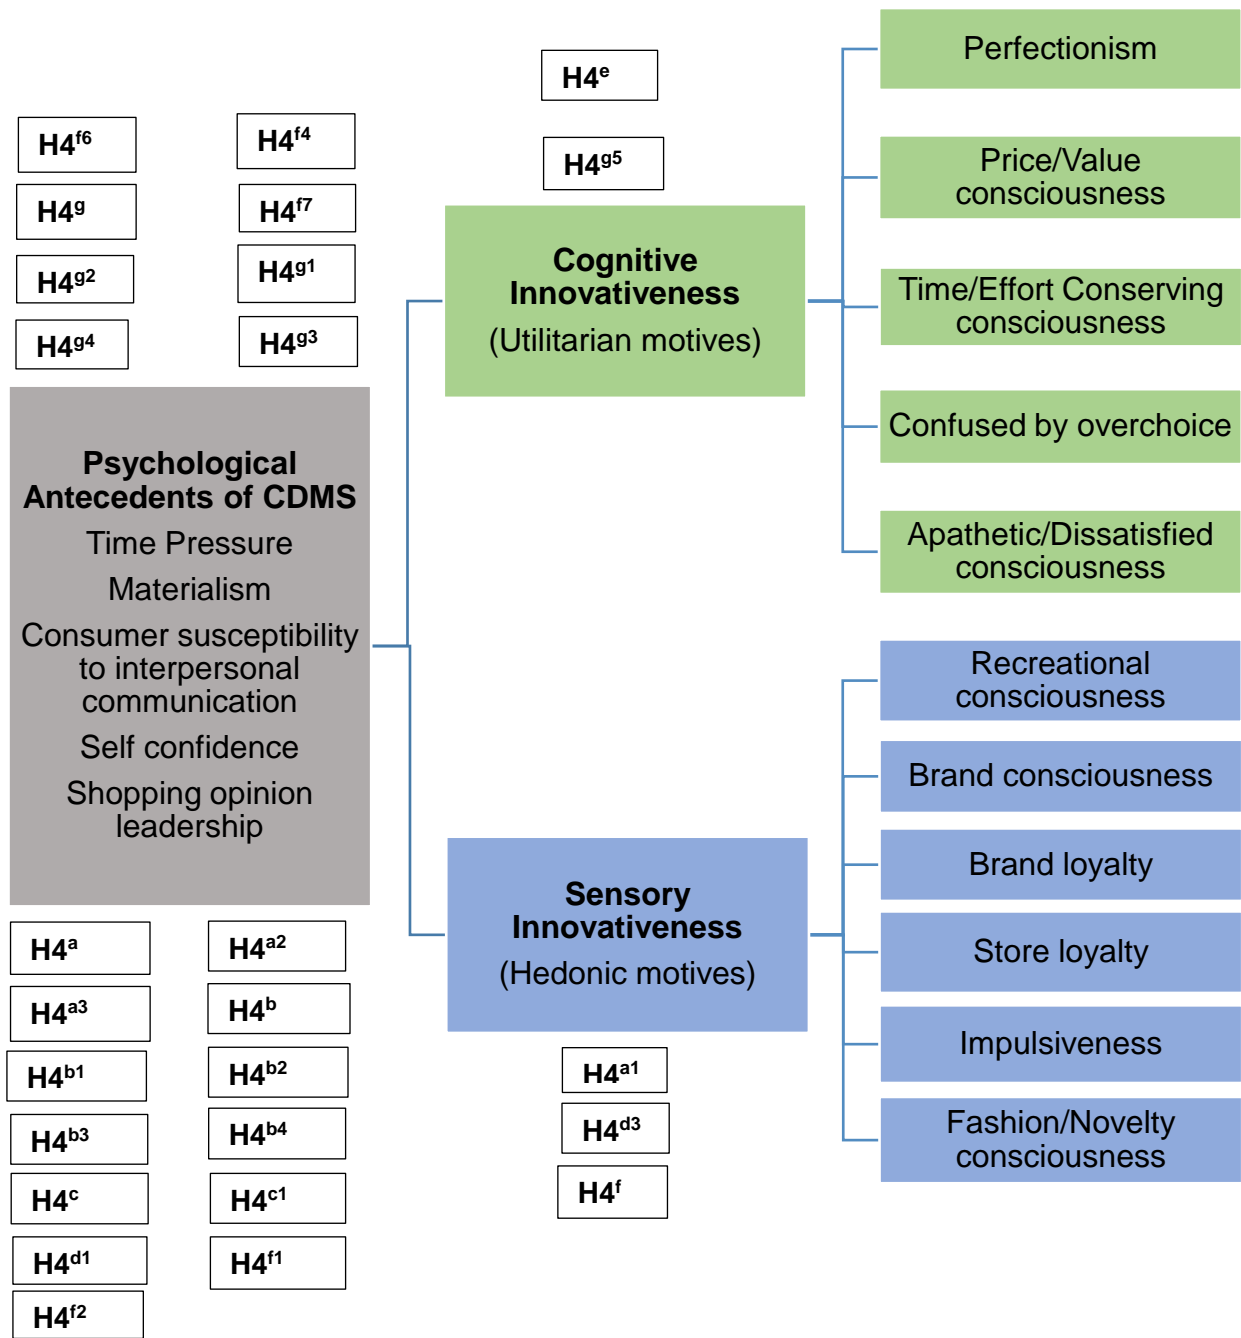 H4f6
H4f4
H4g
H4f7
H4g2
H4g1
H4g4
H4g3
Psychological
Antecedents of CDMS
Time Pressure
Materialism
Consumer susceptibility
to interpersonal
communication
Self confidence
Shopping opinion
leadership
H4a
H4a2
H4a3
H4b
H4b1
H4b2
H4b3
H4b4
H4c
H4c1
H4d1
H4f1
H4f2
H4e
H4g5
Cognitive
Innovativeness
(Utilitarian motives)
Sensory
Innovativeness
(Hedonic motives)
H4a1
H4d3
H4f
Perfectionism
Price/Value
consciousness
Time/Effort Conserving
consciousness
Confused by overchoice
Apathetic/Dissatisfied
consciousness
Recreational
consciousness
Brand consciousness
Brand loyalty
Store loyalty
Impulsiveness
Fashion/Novelty
consciousness